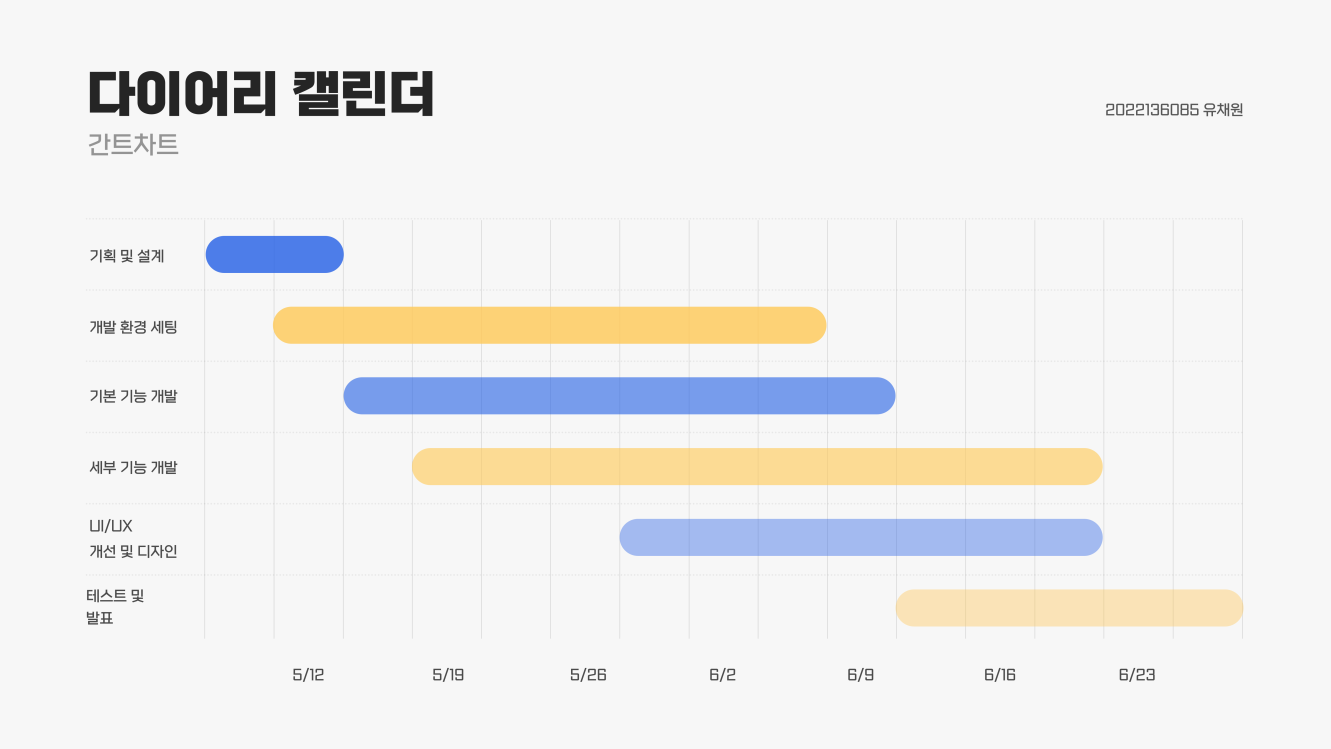 다이어리 캘린더
간트차트
2022136085 유채원
기획 및 설계
개발 환경 세팅
기본 기능 개발
세부 기능 개발
UI/UX
개선 및 디자인
테스트 및
발표
5/12
5/19
5/26
6/2
6/9
6/16
6/23